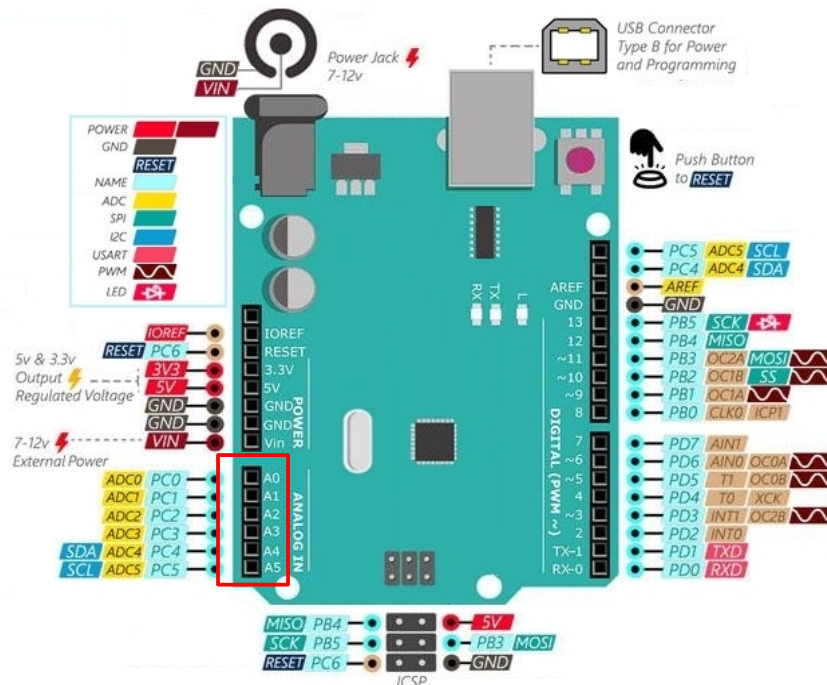 USB Connector
Type B for Power
and Programming
Power Jack
7-12v
GND
VIN
POWER
GND
RESET
NAME
ADC
SPI
I2C
USART
PWM
LED
Push Button
to RESET
RX
TX
L
IOREF
RESET PC6
3V3
5V
GND
GND
VIN
5v & 3.3v
Output
Regulated Voltage
7-12v
External Power
IOREF
RESET
3.3V
5V
GND
GND
Vin
POWER
ADC0 PC0
ADC1 PC1
ADC2 PC2
ADC3 PC3
SDA ADC4 PC4
SCL ADC5 PC5
A0
A1
A2
A3
A4
A5
ANALOG IN
AREF
GND
13
12
~11
~10
~9
8
7
~6
~5
4
~3
2
TX-1
RX-0
DIGITAL (PWM ~)
PC5 ADC5 SCL
PC4 ADC4 SDA
AREF
GND
PB5 SCK
PB4 MISO
PB3 OC2A MOSI
PB2 OC1B SS
PB1 OC1A
PB0 CLK0 ICP1
PD7 AIN1
PD6 AIN0 OC0A
PD5 T1 OC0B
PD4 T0 XCK
PD3 INT1 OC2B
PD2 INT0
PD1 TXD
PD0 RXD
MISO PB4
SCK PB5
RESET PC6
5V
PB3 MOSI
GND
ICSP